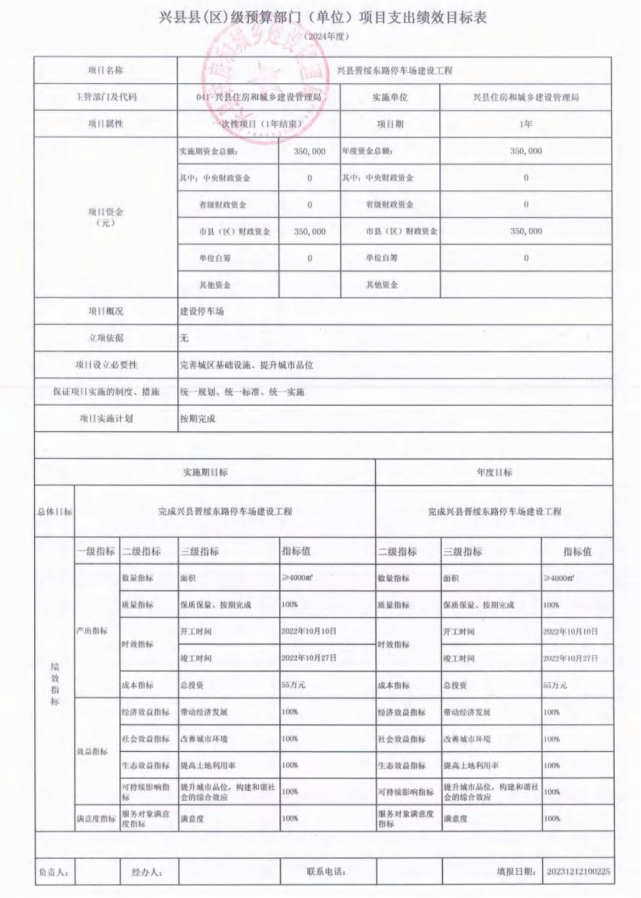 兴县县(区)级预算部门（单位）项目支出绩效目标表
（2024年度）
项目名称 兴县晋绥东路停车场建设工程
主管部门及代码 041-兴县住房和城乡建设管理局 实施单位 兴县住房和城乡建设管理局
项目属性 一次性项目（1年结束） 项目期 1年
项目资金
（元）
实施期资金总额： 350,000 年度资金总额： 350,000
其中：中央财政资金 0 其中：中央财政资金 0
省级财政资金 0 省级财政资金 0
市县（区）财政资金 350,000 市县（区）财政资金 350,000
单位自筹 0 单位自筹 0
其他资金 其他资金
项目概况 建设停车场
立项依据 无
项目设立必要性 完善城区基础设施、提升城市品位
保证项目实施的制度、措施 统一规划、统一标准、统一实施
项目实施计划 按期完成
实施期目标 年度目标
总体目标 完成兴县晋绥东路停车场建设工程 完成兴县晋绥东路停车场建设工程
绩效指标
一级指标 二级指标 三级指标 指标值 二级指标 三级指标 指标值
产出指标
数量指标 面积 ≥4000㎡ 数量指标 面积 ≥4000㎡
质量指标 保质保量、按期完成 100% 质量指标 保质保量、按期完成 100%
时效指标 开工时间 2022年10月10日 时效指标 开工时间 2022年10月10日
竣工时间 2022年10月27日 竣工时间 2022年10月27日
成本指标 总投资 55万元 成本指标 总投资 55万元
效益指标
经济效益指标 带动经济发展 100% 经济效益指标 带动经济发展 100%
社会效益指标 改善城市环境 100% 社会效益指标 改善城市环境 100%
生态效益指标 提高土地利用率 100% 生态效益指标 提高土地利用率 100%
可持续影响指标 提升城市品位，构建和谐社会的综合效应 100% 可持续影响指标 提升城市品位，构建和谐社会的综合效应 100%
满意度指标 服务对象满意度指标 满意度 100% 服务对象满意度指标 满意度 100%
负责人： 经办人： 联系电话： 填报日期： 20231212100225